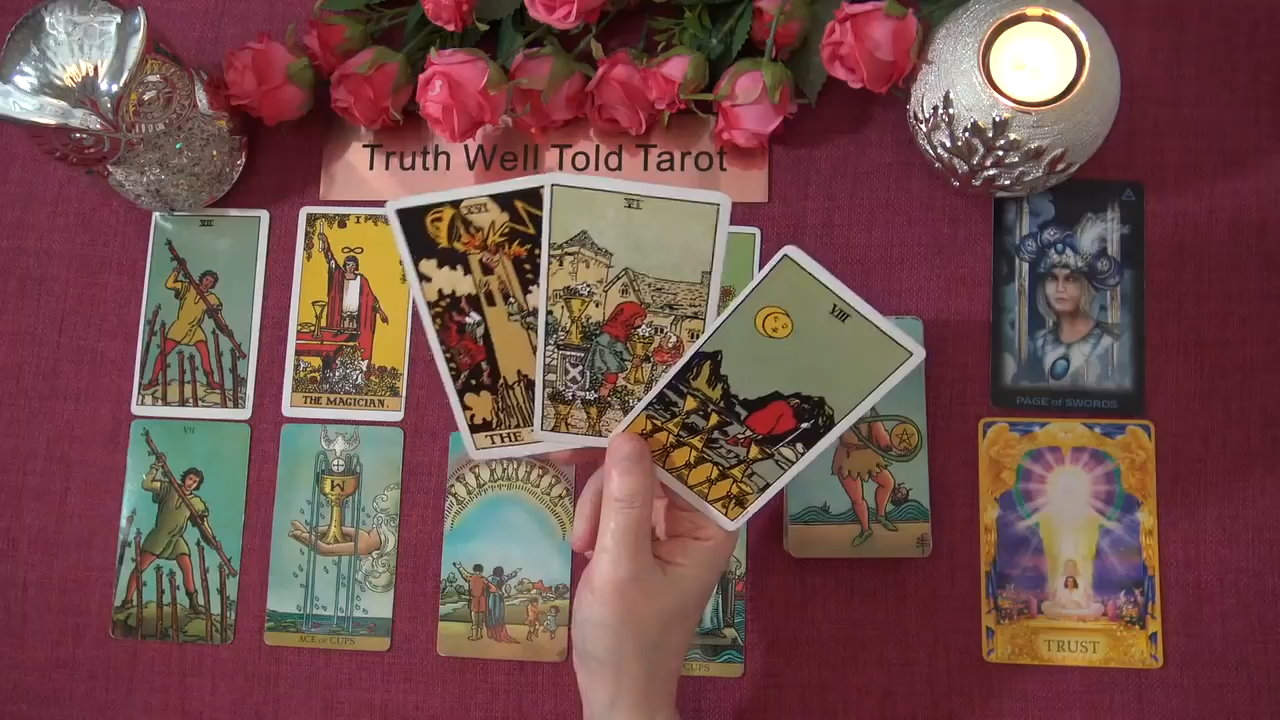 Truth Well Told Tarot
VII
I
THE MAGICIAN.
XVI
THE
VI
VIII
PAGE of SWORDS
VII
ACE OF CUPS
CUPS
TRUST